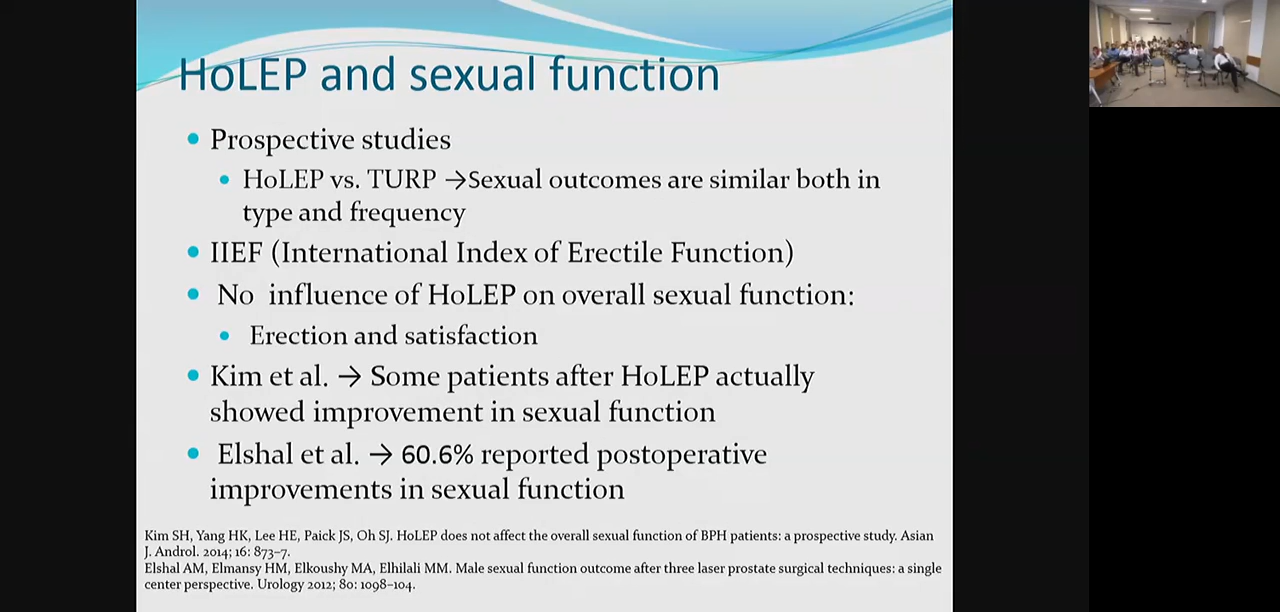 HoLEP and sexual function
Prospective studies
HoLEP vs. TURP →Sexual outcomes are similar both in
type and frequency
IIEF (International Index of Erectile Function)
No influence of HoLEP on overall sexual function:
Erection and satisfaction
Kim et al. → Some patients after HoLEP actually
showed improvement in sexual function
Elshal et al. → 60.6% reported postoperative
improvements in sexual function
Kim SH, Yang HK, Lee HE, Paick JS, Oh SJ. HoLEP does not affect the overall sexual function of BPH patients: a prospective study. Asian
J. Androl. 2014; 16: 873–7.
Elshal AM, Elmansy HM, Elkoushy MA, Elhilali MM. Male sexual function outcome after three laser prostate surgical techniques: a single
center perspective. Urology 2012; 80: 1098–104.